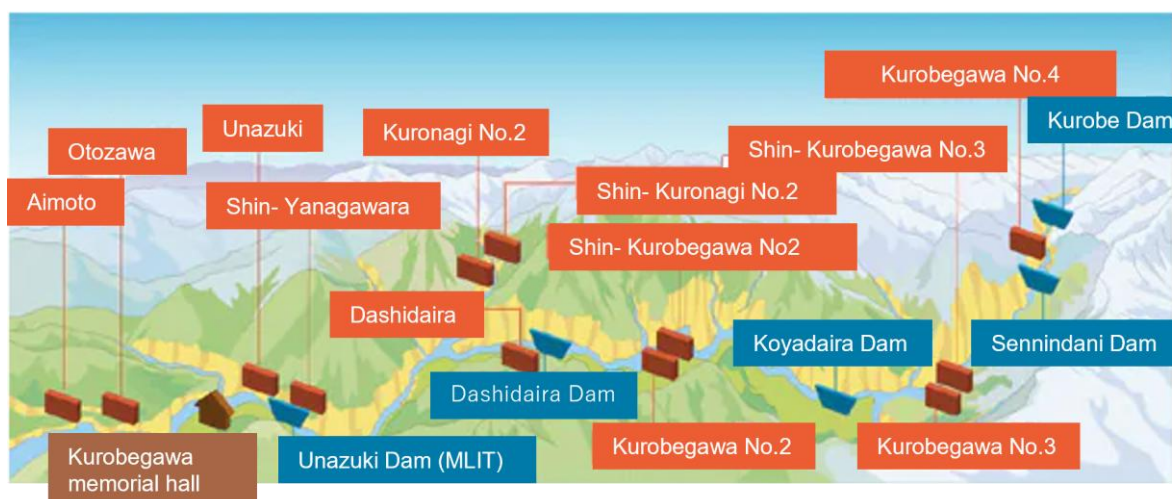 Kurobegawa No.4
Kurobe Dam
Unazuki
Kuronagi No.2
Otozawa
Shin- Kurobegawa No.3
Aimoto
Shin- Yanagawara
Shin- Kuronagi No.2
Shin- Kurobegawa No2
Dashidaira
Koyadaira Dam
Sennindani Dam
Dashidaira Dam
Kurobegawa
memorial hall
Unazuki Dam (MLIT)
Kurobegawa No.2
Kurobegawa No.3